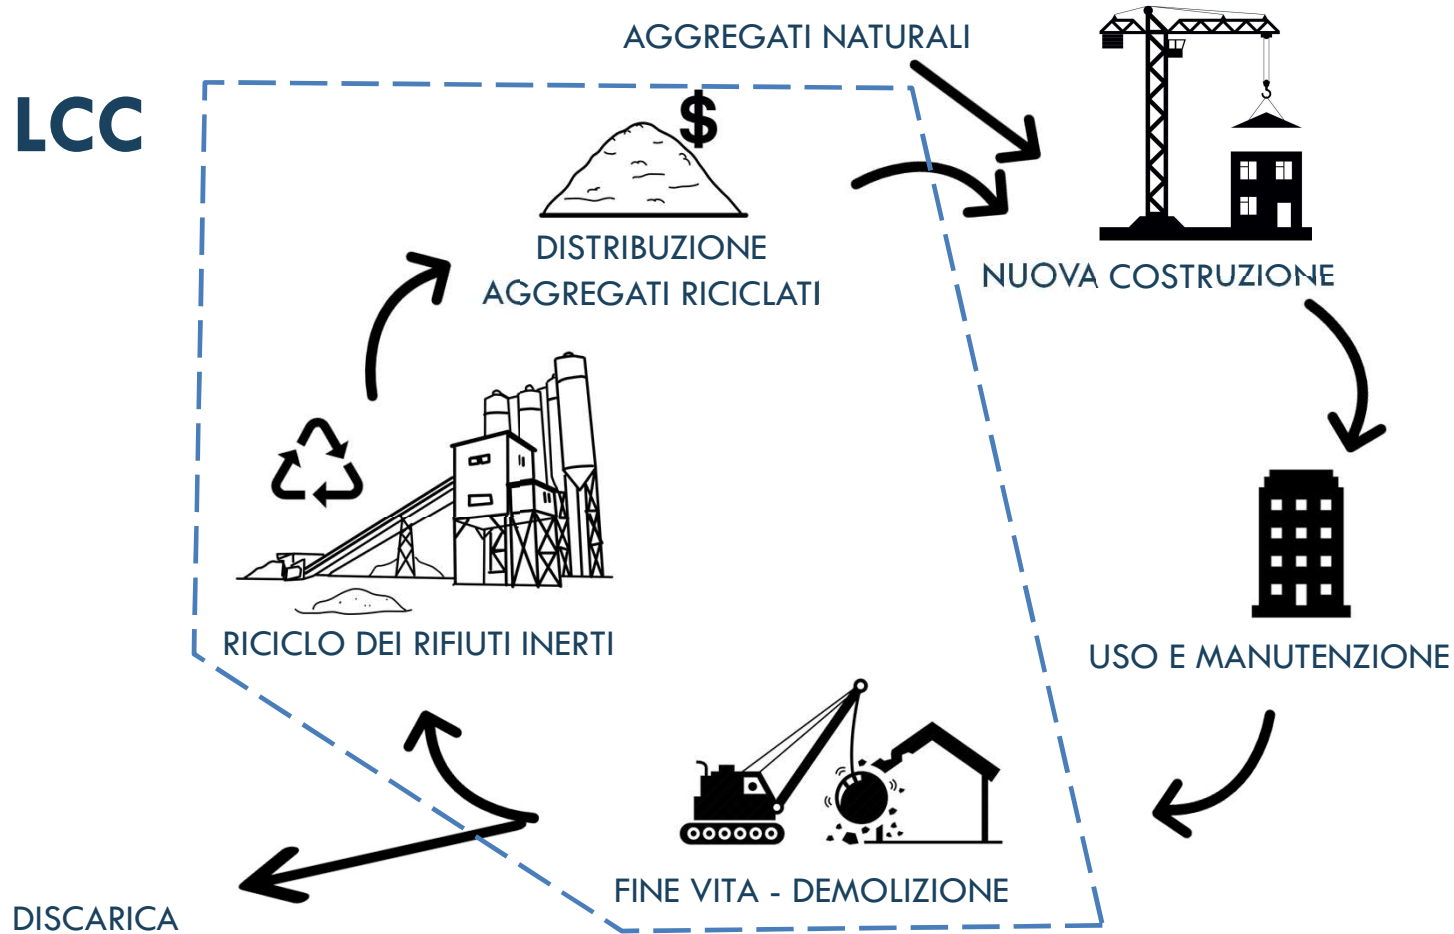 AGGREGATI NATURALI
LCC
$
DISTRIBUZIONE
AGGREGATI RICICLATI
NUOVA COSTRUZIONE
RICICLO DEI RIFIUTI INERTI
USO E MANUTENZIONE
FINE VITA - DEMOLIZIONE
DISCARICA